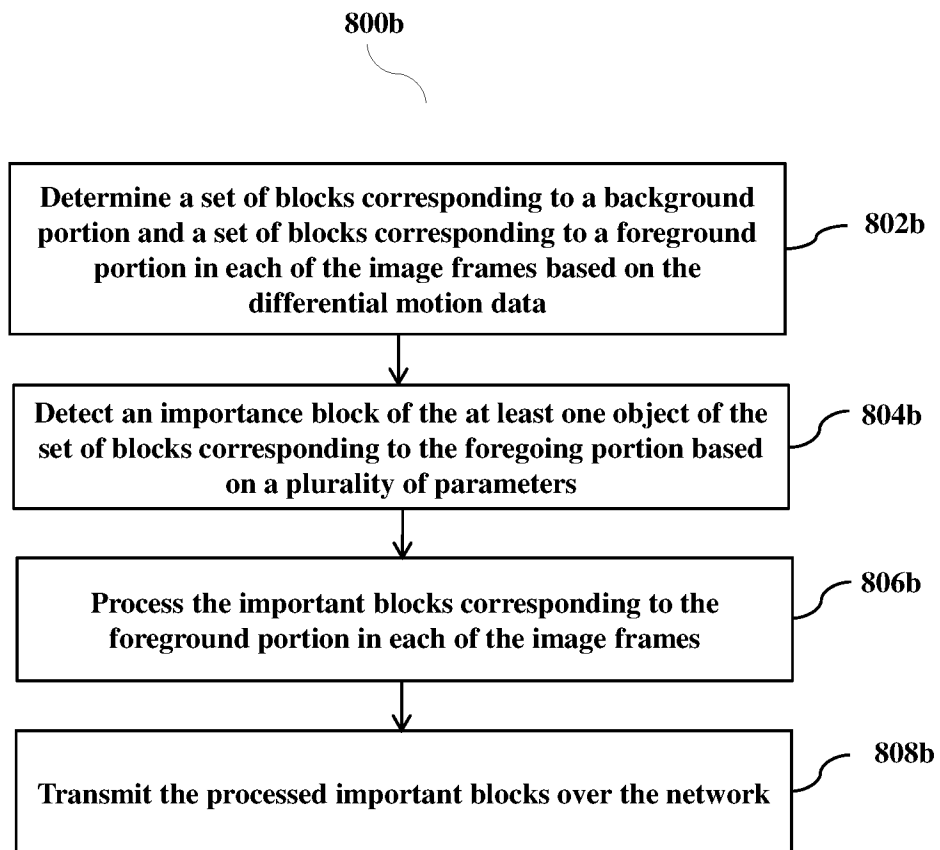 800b
Determine a set of blocks corresponding to a background
portion and a set of blocks corresponding to a foreground
portion in each of the image frames based on the
differential motion data
802b
Detect an importance block of the at least one object of the
set of blocks corresponding to the foregoing portion based
on a plurality of parameters
804b
Process the important blocks corresponding to the
foreground portion in each of the image frames
806b
Transmit the processed important blocks over the network
808b